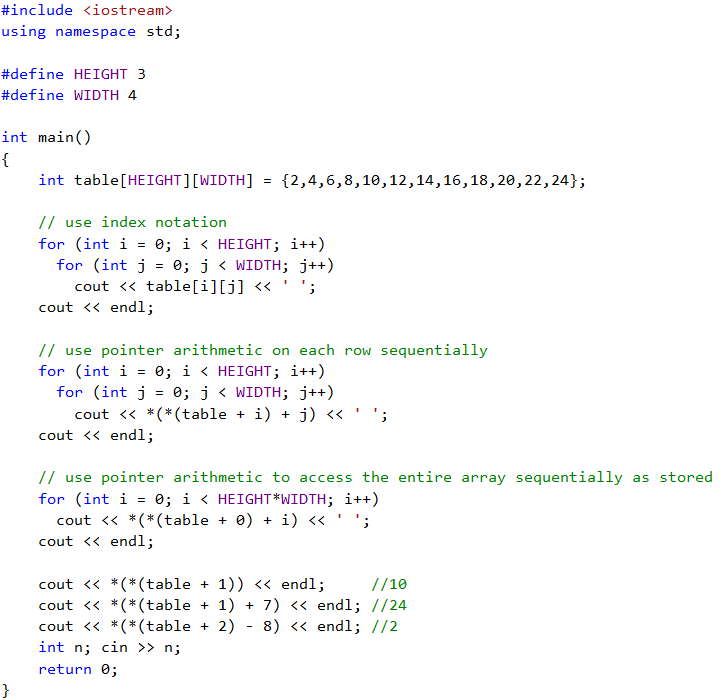 #include <iostream>
using namespace std;

#define HEIGHT 3
#define WIDTH 4

int main()
{
    int table[HEIGHT][WIDTH] = {2,4,6,8,10,12,14,16,18,20,22,24};

    // use index notation
    for (int i = 0; i < HEIGHT; i++)
      for (int j = 0; j < WIDTH; j++)
        cout << table[i][j] << ' ';
    cout << endl;

    // use pointer arithmetic on each row sequentially
    for (int i = 0; i < HEIGHT; i++)
      for (int j = 0; j < WIDTH; j++)
        cout << *(*(table + i) + j) << ' ';
    cout << endl;

    // use pointer arithmetic to access the entire array sequentially as stored
    for (int i = 0; i < HEIGHT*WIDTH; i++)
      cout << *(*(table + 0) + i) << ' ';
    cout << endl;

    cout << *(*(table + 1)) << endl;     //10
    cout << *(*(table + 1) + 7) << endl; //24
    cout << *(*(table + 2) - 8) << endl; //2
    int n; cin >> n;
    return 0;
}